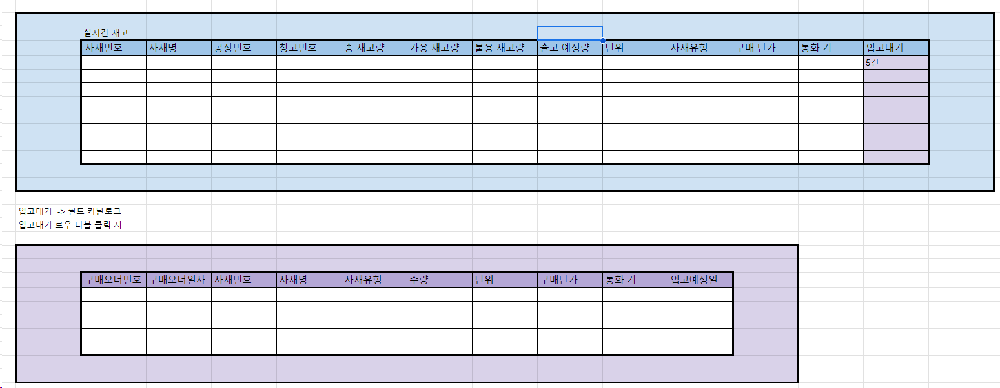 실시간 재고
자재번호 자재명 공장번호 창고번호 총 재고량 가용 재고량 불용 재고량 출고 예정량 단위 자재유형 구매 단가 통화 키 입고대기
5건
입고대기 -> 필드 카탈로그
입고대기 로우 더블 클릭 시
구매오더번호 구매오더일자 자재번호 자재명 자재유형 수량 단위 구매단가 통화 키 입고예정일